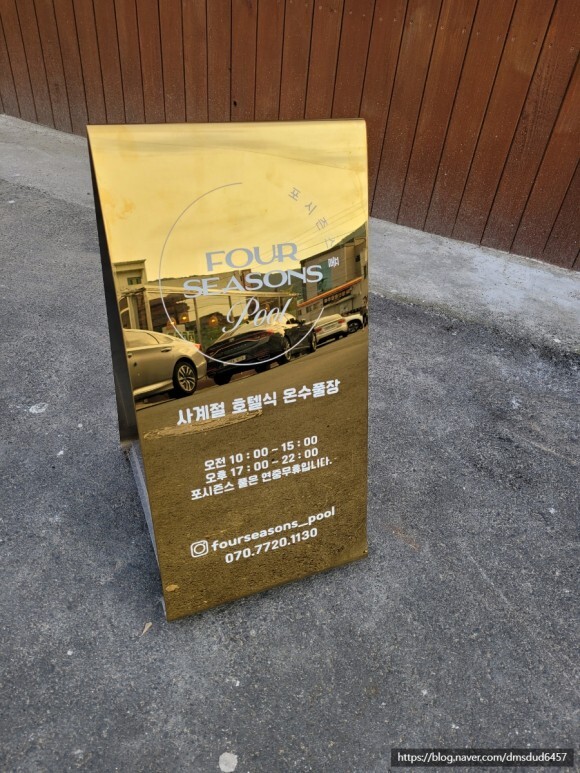 포시즌스풀
FOUR
SEASONS
Pool
사계절 호텔식 온수풀장
오전 10 : 00 - 15 : 00
오후 17 : 00 - 22 : 00
포시즌스 풀은 연중무휴입니다.
fourseasons_pool
070.7720.1130
https://blog.naver.com/dmsdud6457